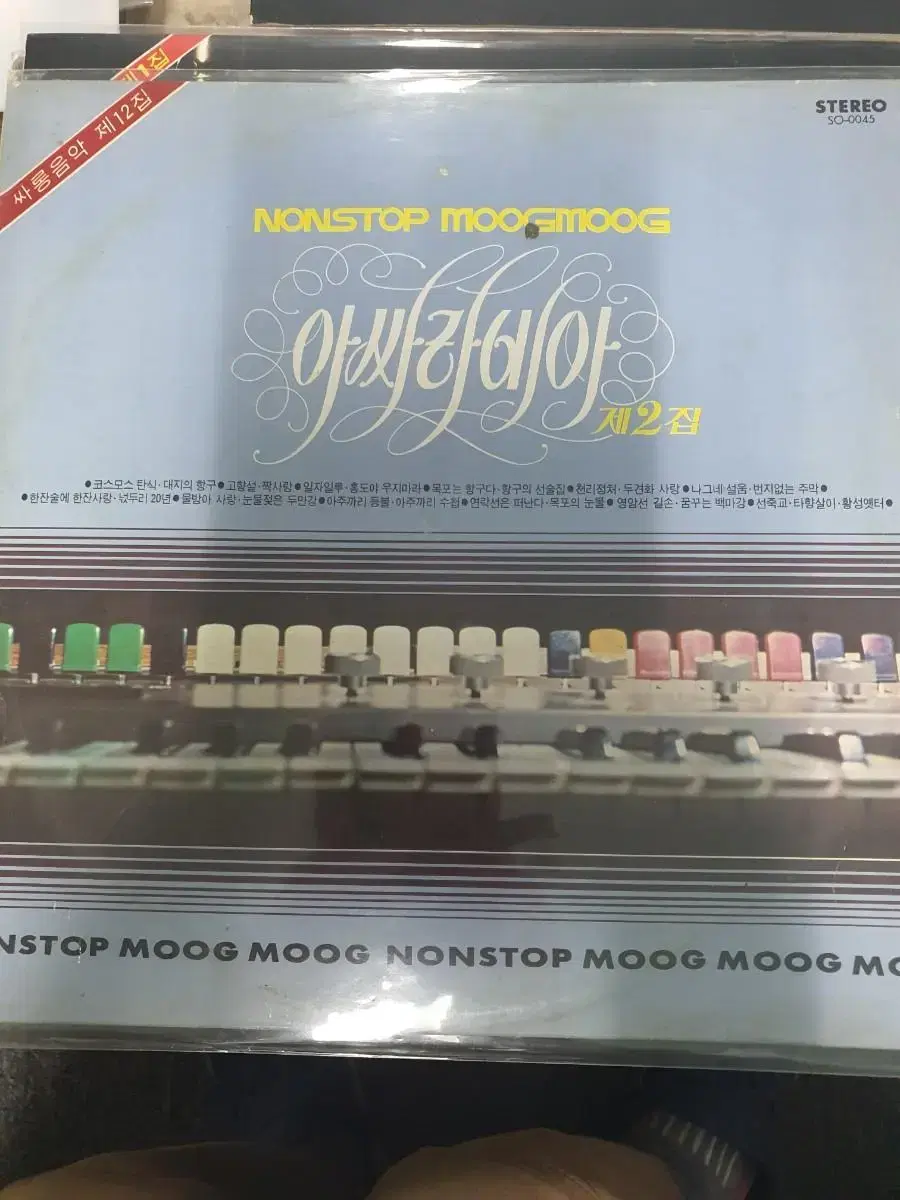 제1집
싸롱음악 제12집
STEREO
SO-0045
NONSTOP MOOGMOOG
아싸라비아
제2집
●코스모스 탄식·대지의 항구●고향설·짝사랑●일자일루·홍도야 우지마라●목포는 항구다·항구의 선술집●천리정처·두견화 사랑●나그네 설움·번지없는 주막●
●한잔술에 한잔사랑·넋두리 20년●물방아 사랑·눈물젖은 두만강●아주까리 등불·아주까리 수첩●연락선은 떠난다·목포의 눈물●영암선 길손·꿈꾸는 백마강●선죽교·타향살이·황성옛터●
NSTOP MOOG MOOG NONSTOP MOOG MOOG MO